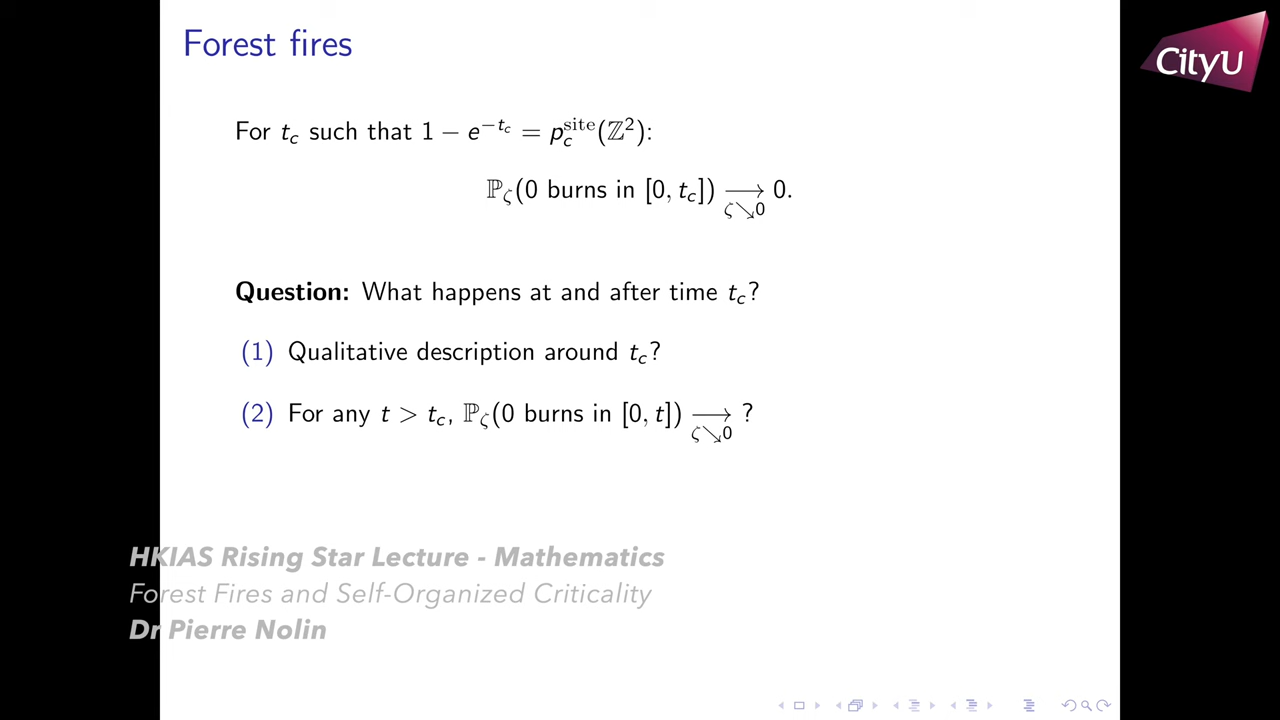 Forest fires
CityU
For t_c such that 1 − e^{−t_c} = p_c^{site}(ℤ²):
ℙ_ζ(0 burns in [0, t_c]) ⟶_{ζ↘0} 0.
Question: What happens at and after time t_c?
(1) Qualitative description around t_c?
(2) For any t > t_c, ℙ_ζ(0 burns in [0, t]) ⟶_{ζ↘0} ?
HKIAS Rising Star Lecture - Mathematics
Forest Fires and Self-Organized Criticality
Dr Pierre Nolin